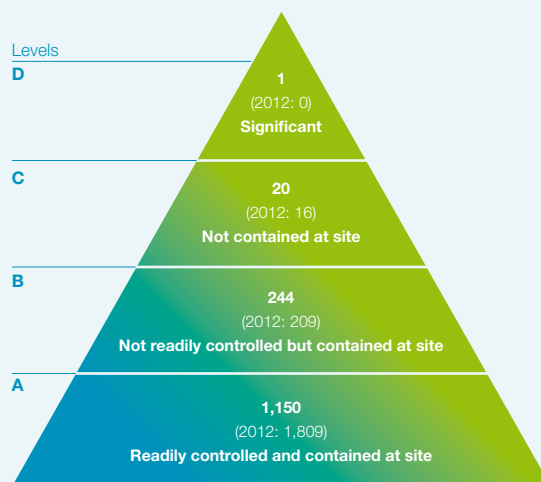 Levels
D
1
(2012: 0)
Significant
C
20
(2012: 16)
Not contained at site
B
244
(2012: 209)
Not readily controlled but contained at site
A
1,150
(2012: 1,809)
Readily controlled and contained at site